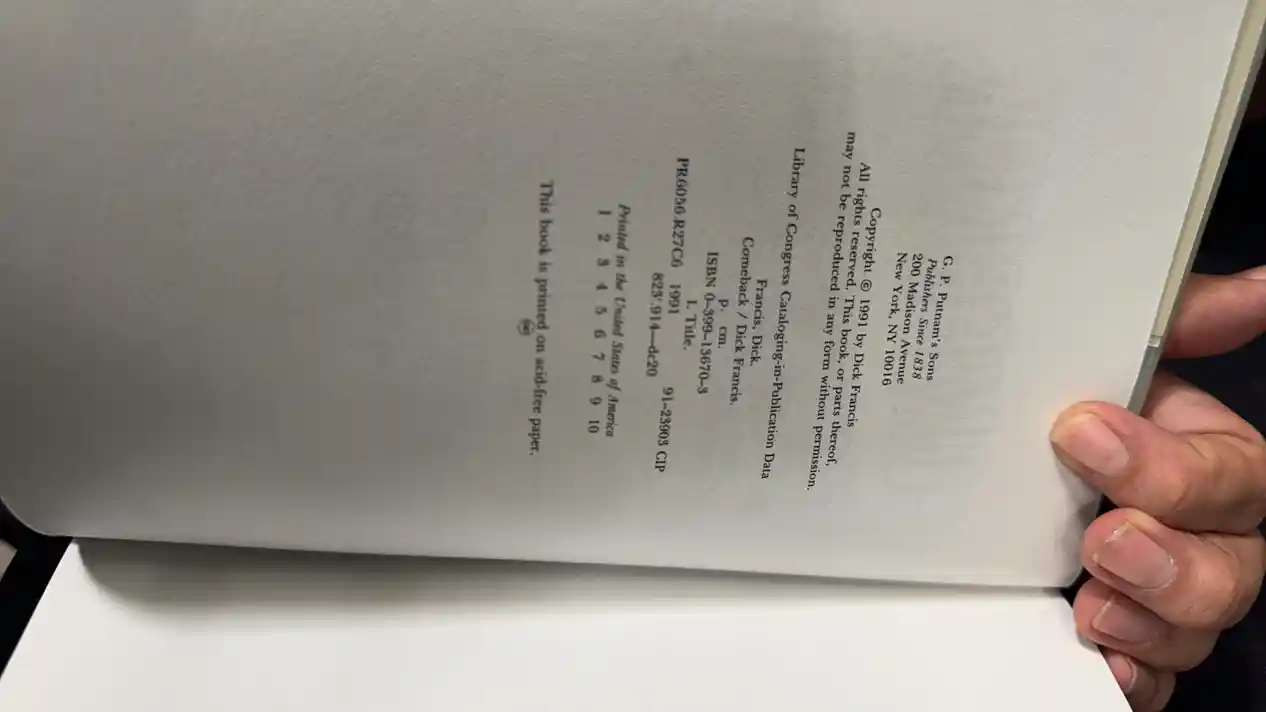 G. P. Putnam's Sons
Publishers Since 1838
200 Madison Avenue
New York, NY 10016
Copyright © 1991 by Dick Francis
All rights reserved. This book, or parts thereof,
may not be reproduced in any form without permission.
Library of Congress Cataloging-in-Publication Data
Francis, Dick.
Comeback / Dick Francis.
p. cm.
ISBN 0-399-13670-3
I. Title.
PR6056.R27C6 1991 91-23903 CIP
823'.914—dc20
Printed in the United States of America
1 2 3 4 5 6 7 8 9 10
This book is printed on acid-free paper.